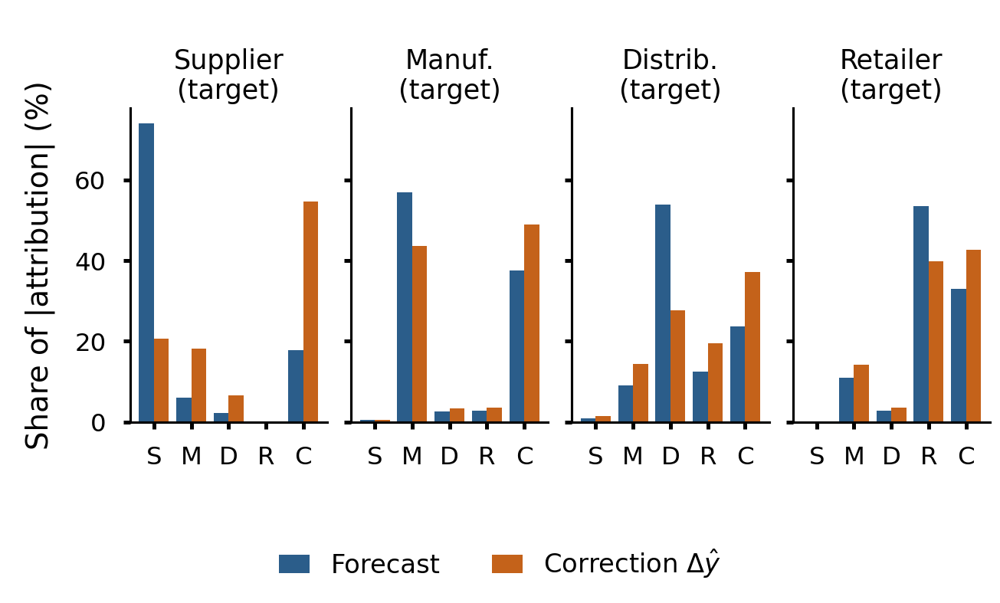 Supplier
(target)
Manuf.
(target)
Distrib.
(target)
Retailer
(target)
Share of |attribution| (%)
60
40
20
0
S M D R C
S M D R C
S M D R C
S M D R C
Forecast
Correction Δŷ